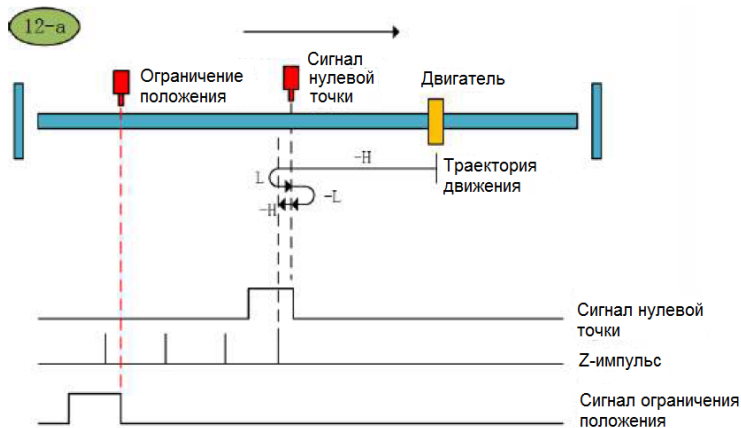 12-a
Сигнал
нулевой
точки
Ограничение
положения
Двигатель
-H
Траектория
движения
L
-L
-H
Сигнал нулевой
точки
Z-импульс
Сигнал ограничения
положения